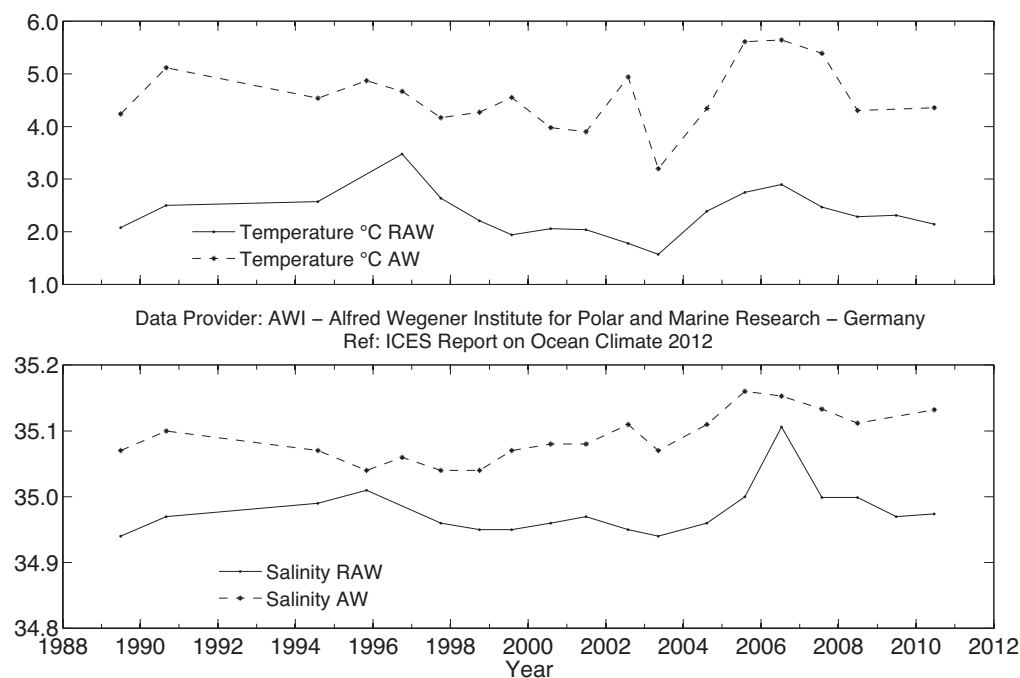 6.0
5.0
4.0
3.0
2.0
1.0
Temperature °C RAW
Temperature °C AW
Data Provider: AWI – Alfred Wegener Institute for Polar and Marine Research – Germany
Ref: ICES Report on Ocean Climate 2012
35.2
35.1
35.0
34.9
34.8
Salinity RAW
Salinity AW
1988 1990 1992 1994 1996 1998 2000 2002 2004 2006 2008 2010 2012
Year